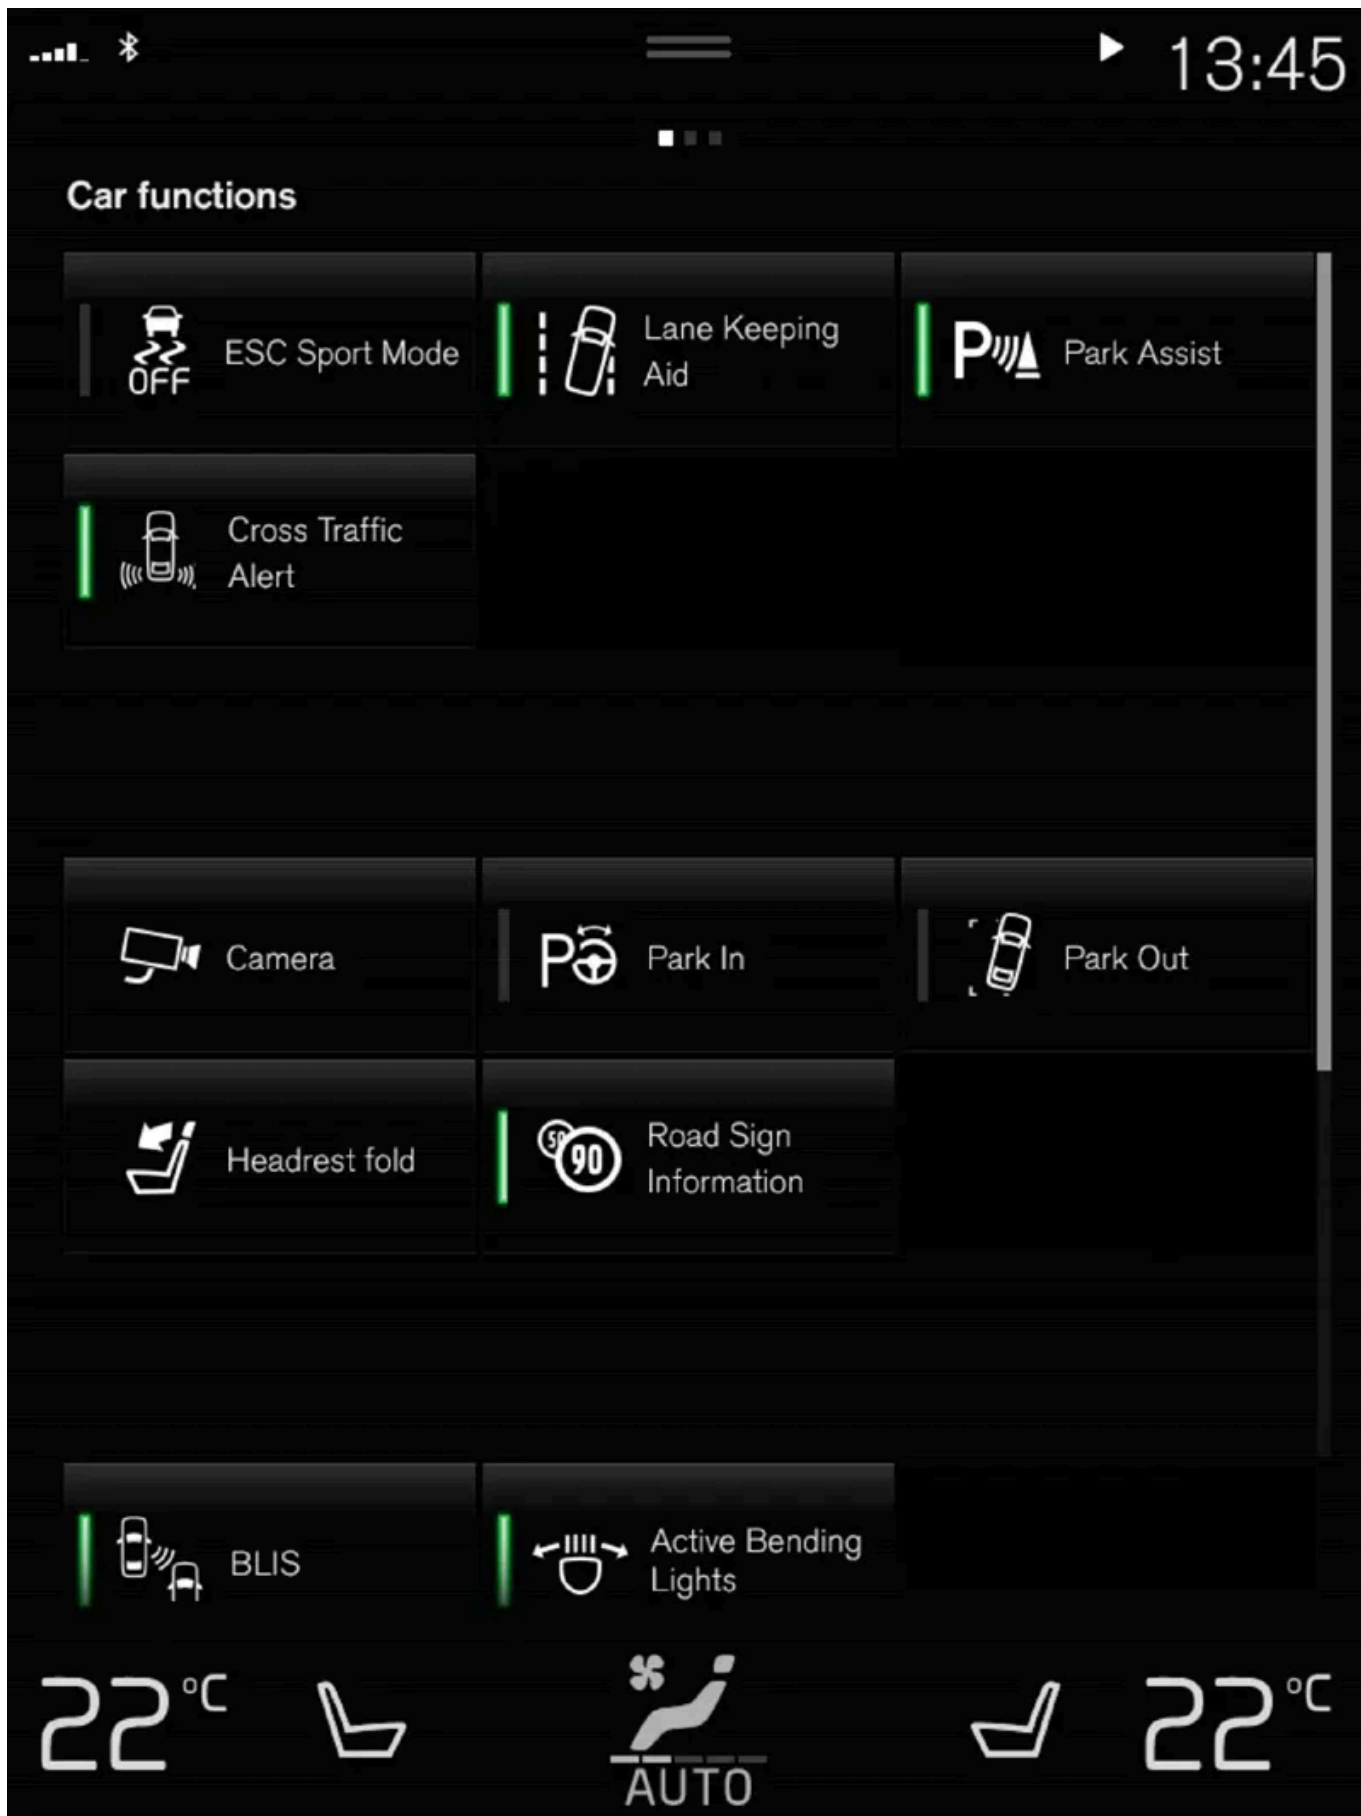 13:45
Car functions
OFF
ESC Sport Mode
Lane Keeping
Aid
P
Park Assist
Cross Traffic
Alert
Camera
P
Park In
Park Out
Headrest fold
50
90
Road Sign
Information
BLIS
Active Bending
Lights
22°C
22°C
AUTO